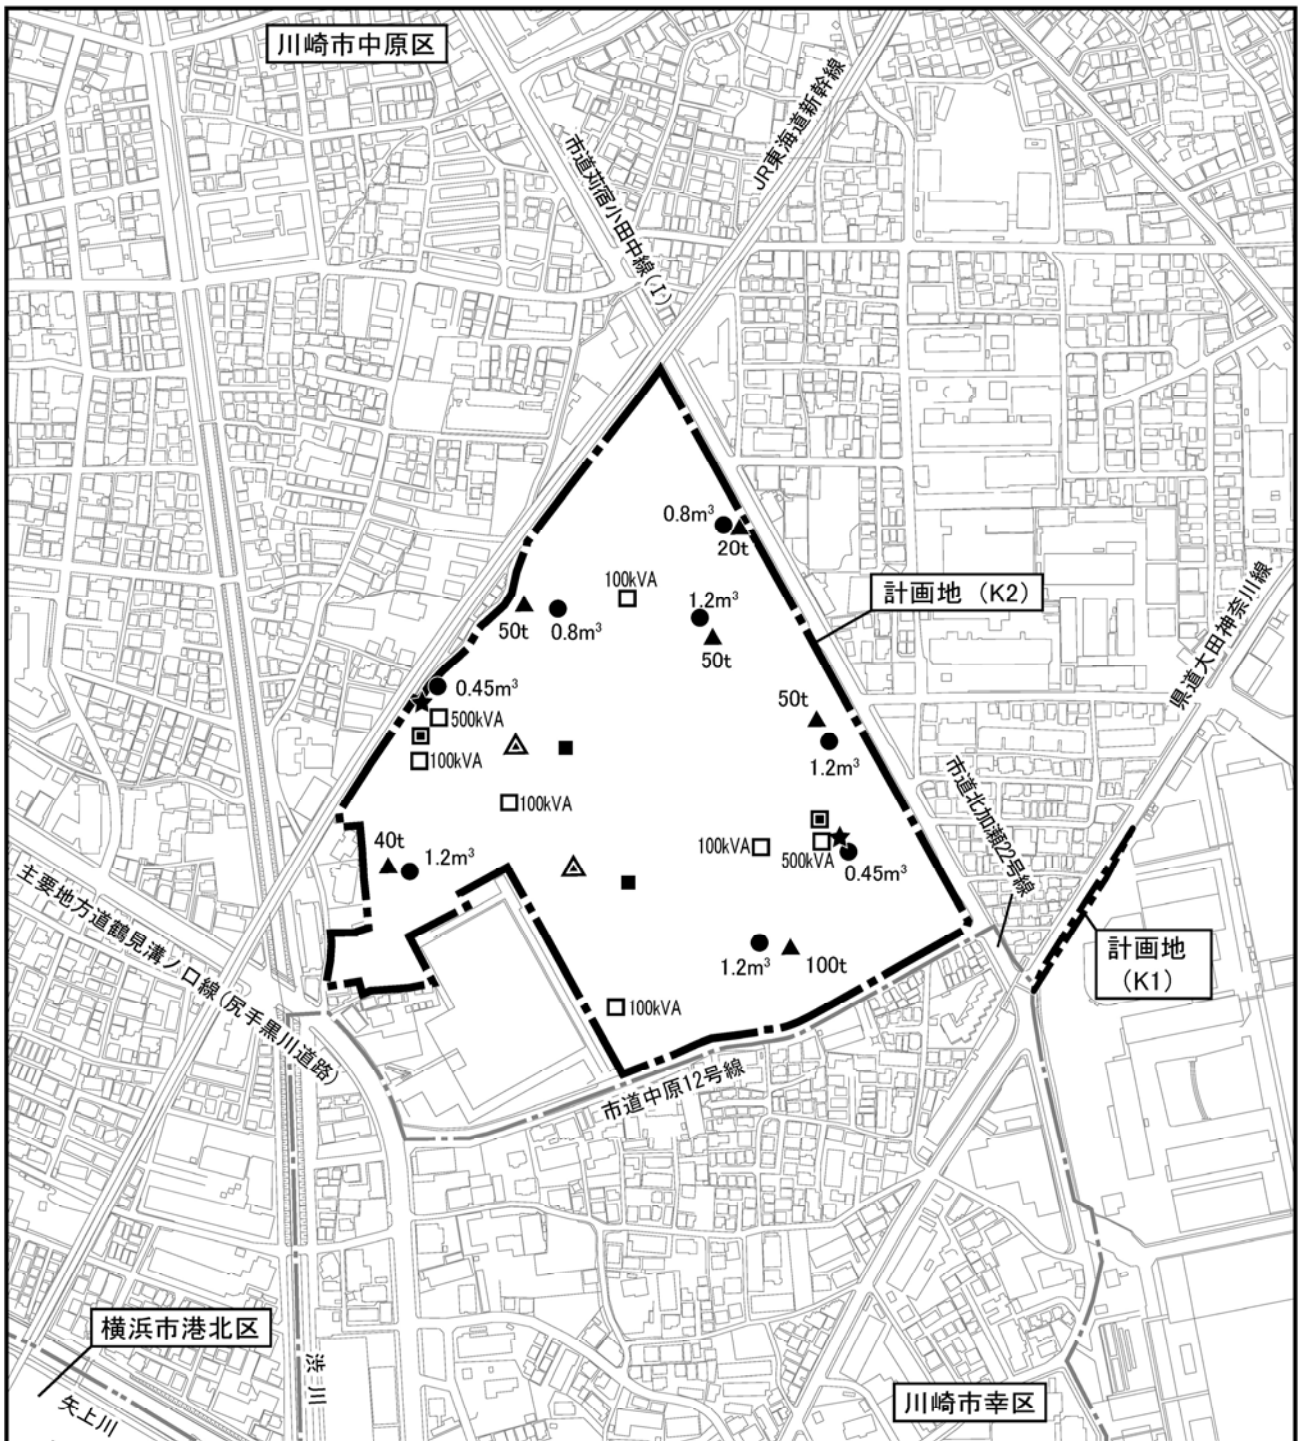 川崎市中原区
JR東海道新幹線
市道苅宿小田中線(Ⅰ)
0.8m³
20t
100kVA
1.2m³
計画地 (K2)
50t
0.8m³
50t
県道大田神奈川線
0.45m³
50t
500kVA
100kVA
1.2m³
市道北加瀬22号線
100kVA
40t
1.2m³
100kVA
500kVA
0.45m³
主要地方道鶴見溝ノ口線(尻手黒川道路)
計画地
(K1)
1.2m³
100t
100kVA
市道中原12号線
横浜市港北区
渋川
矢上川
川崎市幸区